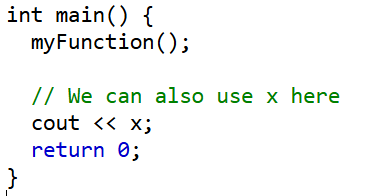 int main() {
  myFunction();

  // We can also use x here
  cout << x;
  return 0;
}